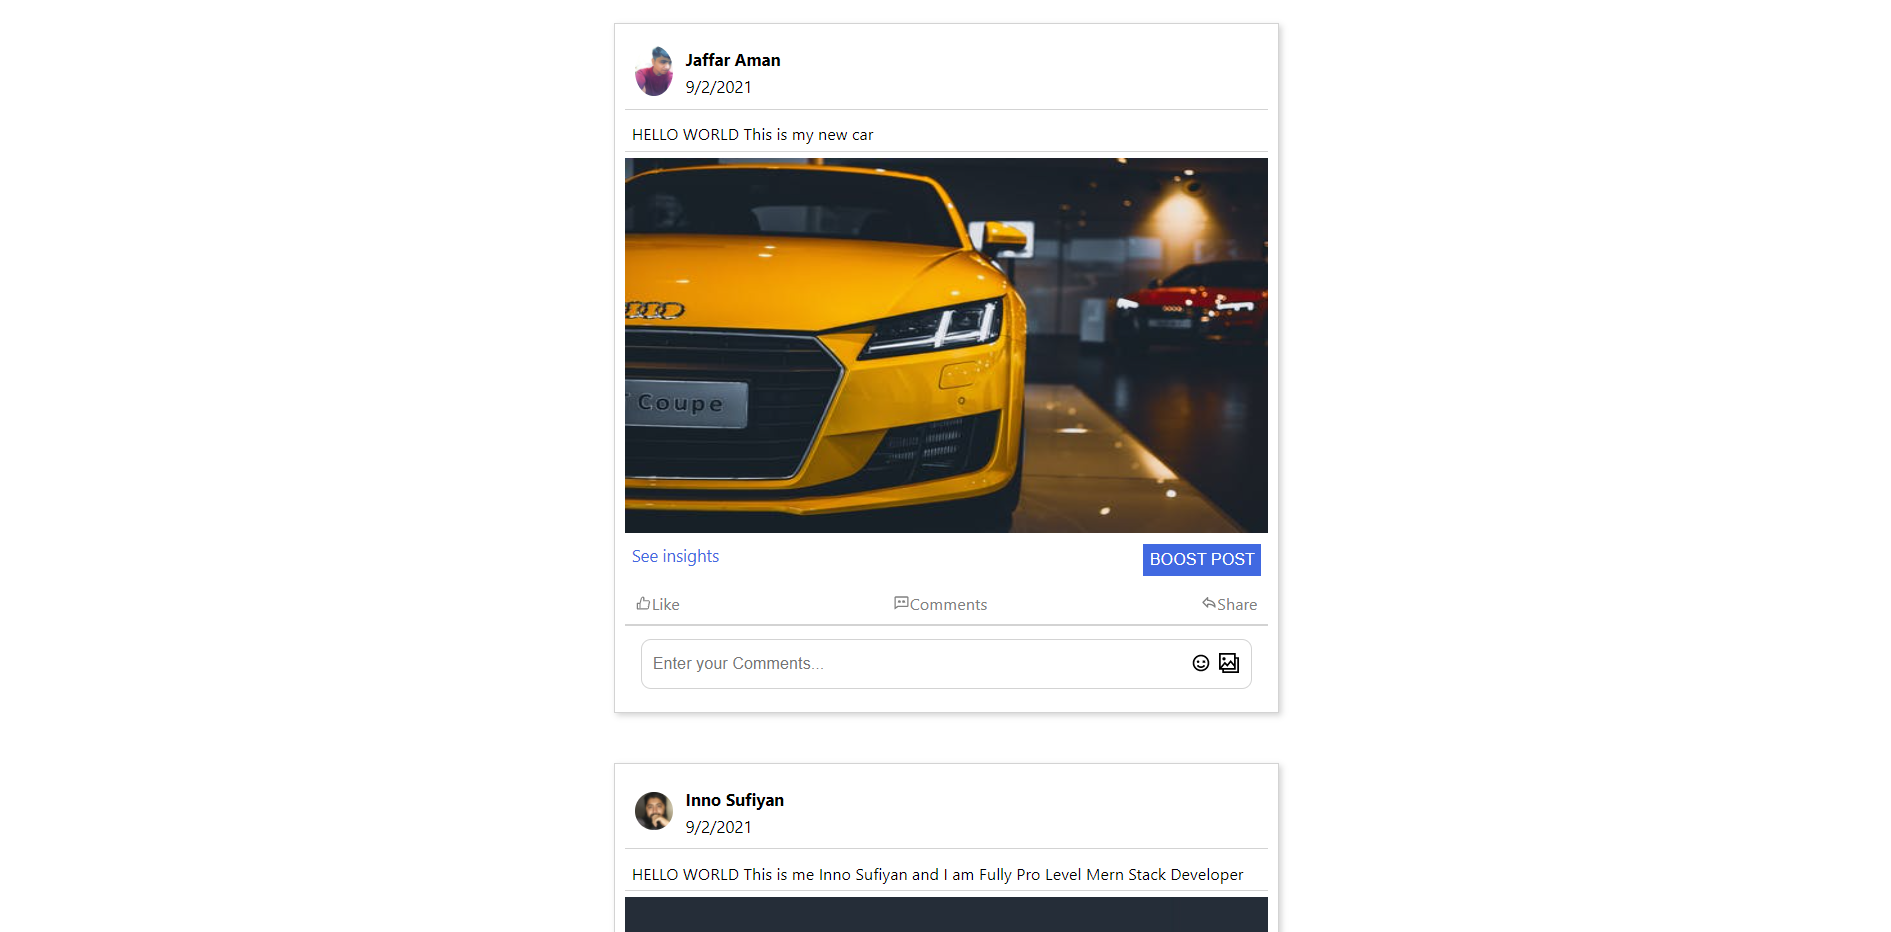 Jaffar Aman
9/2/2021
HELLO WORLD This is my new car
Coupe
See insights
BOOST POST
Like
Comments
Share
Enter your Comments...
Inno Sufiyan
9/2/2021
HELLO WORLD This is me Inno Sufiyan and I am Fully Pro Level Mern Stack Developer